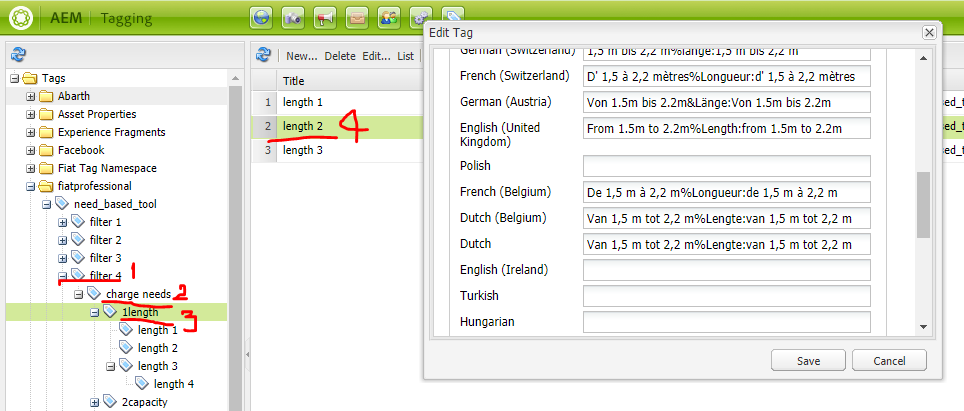 AEM Tagging
Tags
Abarth
Asset Properties
Experience Fragments
Facebook
Fiat Tag Namespace
fiatprofessional
need_based_tool
filter 1
filter 2
filter 3
filter 4 1
charge needs 2
1length 3
length 1
length 2
length 3
length 4
2capacity
New... Delete Edit... List
Title
1 length 1
2 length 2 4
3 length 3
Edit Tag
German (Switzerland) 1,5 m bis 2,2 m%länge:1,5 m bis 2,2 m
French (Switzerland) D' 1,5 à 2,2 mètres%Longueur:d' 1,5 à 2,2 mètres
German (Austria) Von 1.5m bis 2.2m&Länge:Von 1.5m bis 2.2m
English (United Kingdom) From 1.5m to 2.2m%Length:from 1.5m to 2.2m
Polish
French (Belgium) De 1,5 m à 2,2 m%Longueur:de 1,5 m à 2,2 m
Dutch (Belgium) Van 1,5 m tot 2,2 m%Lengte:van 1,5 m tot 2,2 m
Dutch Van 1,5 m tot 2,2 m%Lengte:van 1,5 m tot 2,2 m
English (Ireland)
Turkish
Hungarian
Save Cancel